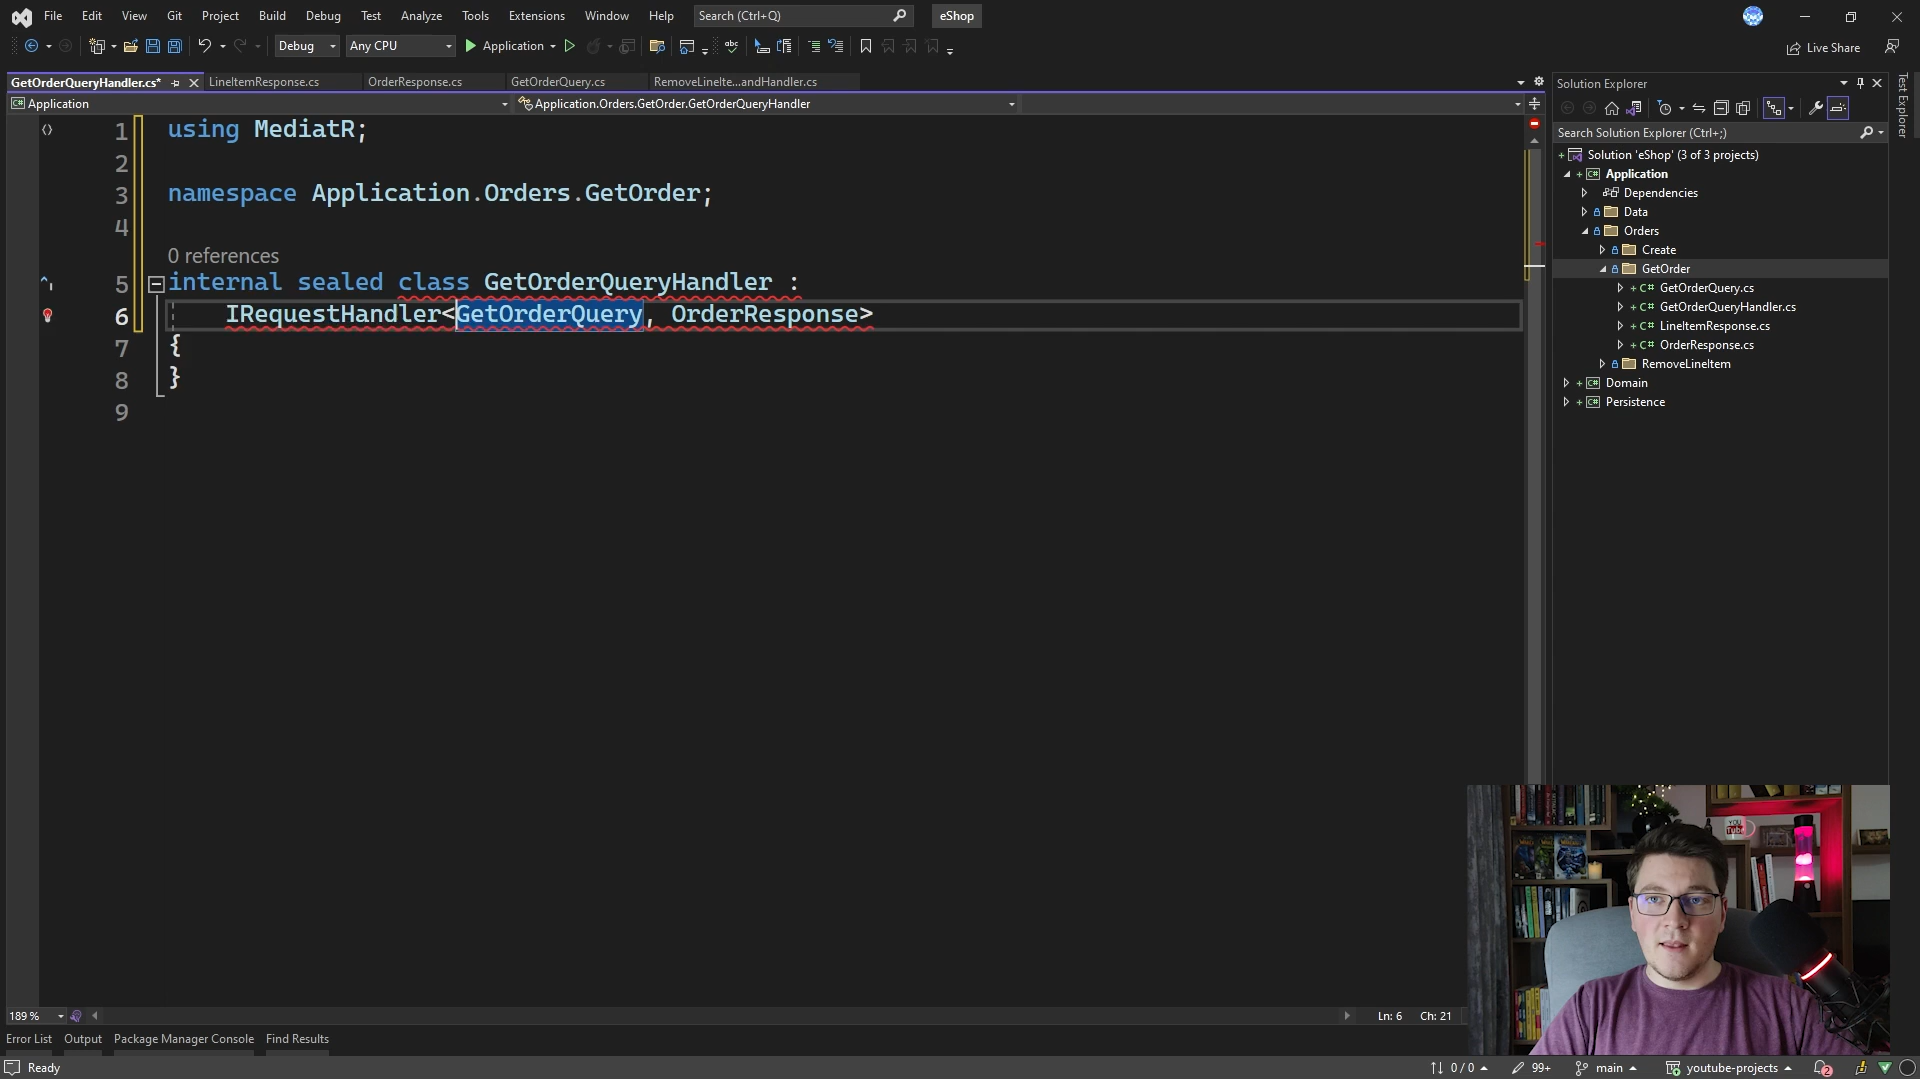 File Edit View Git Project Build Debug Test Analyze Tools Extensions Window Help Search (Ctrl+Q) eShop
Debug Any CPU Application Live Share
GetOrderQueryHandler.cs* LineItemResponse.cs OrderResponse.cs GetOrderQuery.cs RemoveLineIte...andHandler.cs
Application Application.Orders.GetOrder.GetOrderQueryHandler
1 using MediatR;
2
3 namespace Application.Orders.GetOrder;
4
0 references
5 internal sealed class GetOrderQueryHandler :
6 IRequestHandler<GetOrderQuery, OrderResponse>
7 {
8 }
9
Solution Explorer
Search Solution Explorer (Ctrl+;)
Solution 'eShop' (3 of 3 projects)
Application
Dependencies
Data
Orders
Create
GetOrder
GetOrderQuery.cs
GetOrderQueryHandler.cs
LineItemResponse.cs
OrderResponse.cs
RemoveLineItem
Domain
Persistence
Test Explorer
189 % Ln: 6 Ch: 21
Error List Output Package Manager Console Find Results
Ready 0 / 0 99+ main youtube-projects 2